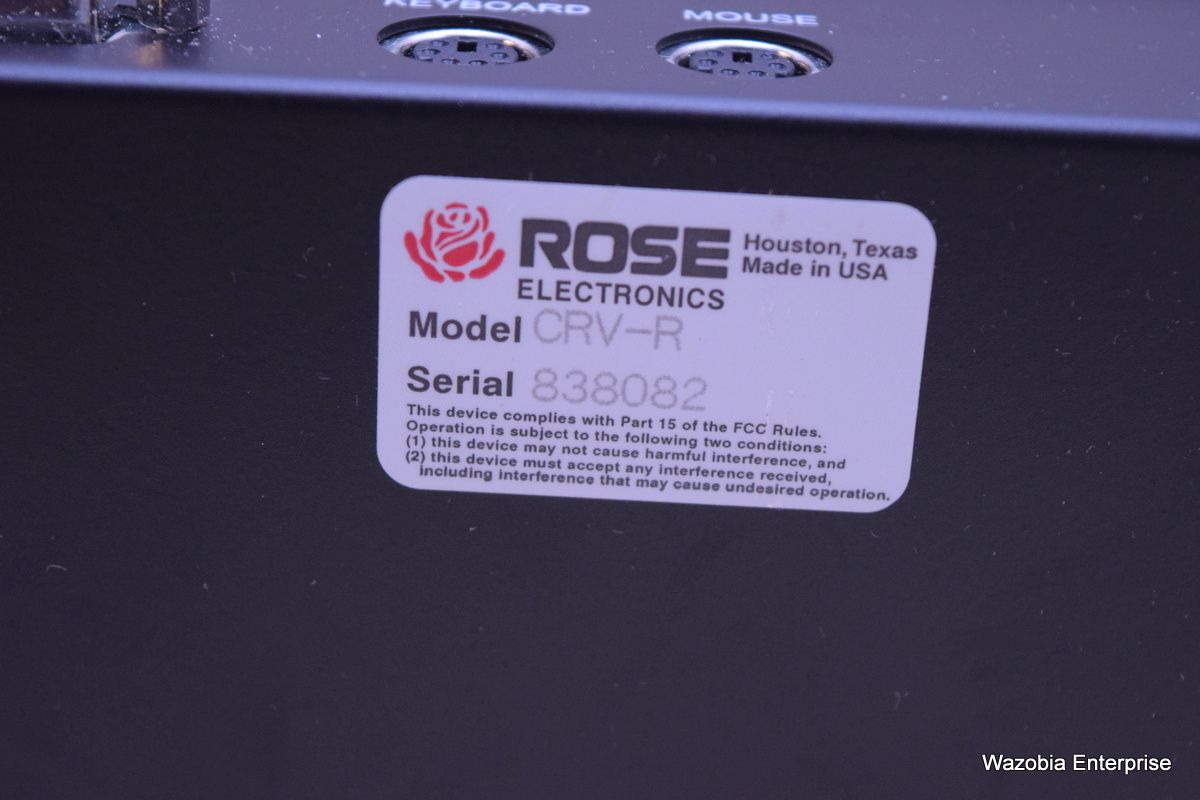 KEYBOARD MOUSE
ROSE
ELECTRONICS
Houston, Texas
Made in USA
Model CRV-R
Serial 838082
This device complies with Part 15 of the FCC Rules.
Operation is subject to the following two conditions:
(1) this device may not cause harmful interference, and
(2) this device must accept any interference received,
including interference that may cause undesired operation.
Wazobia Enterprise